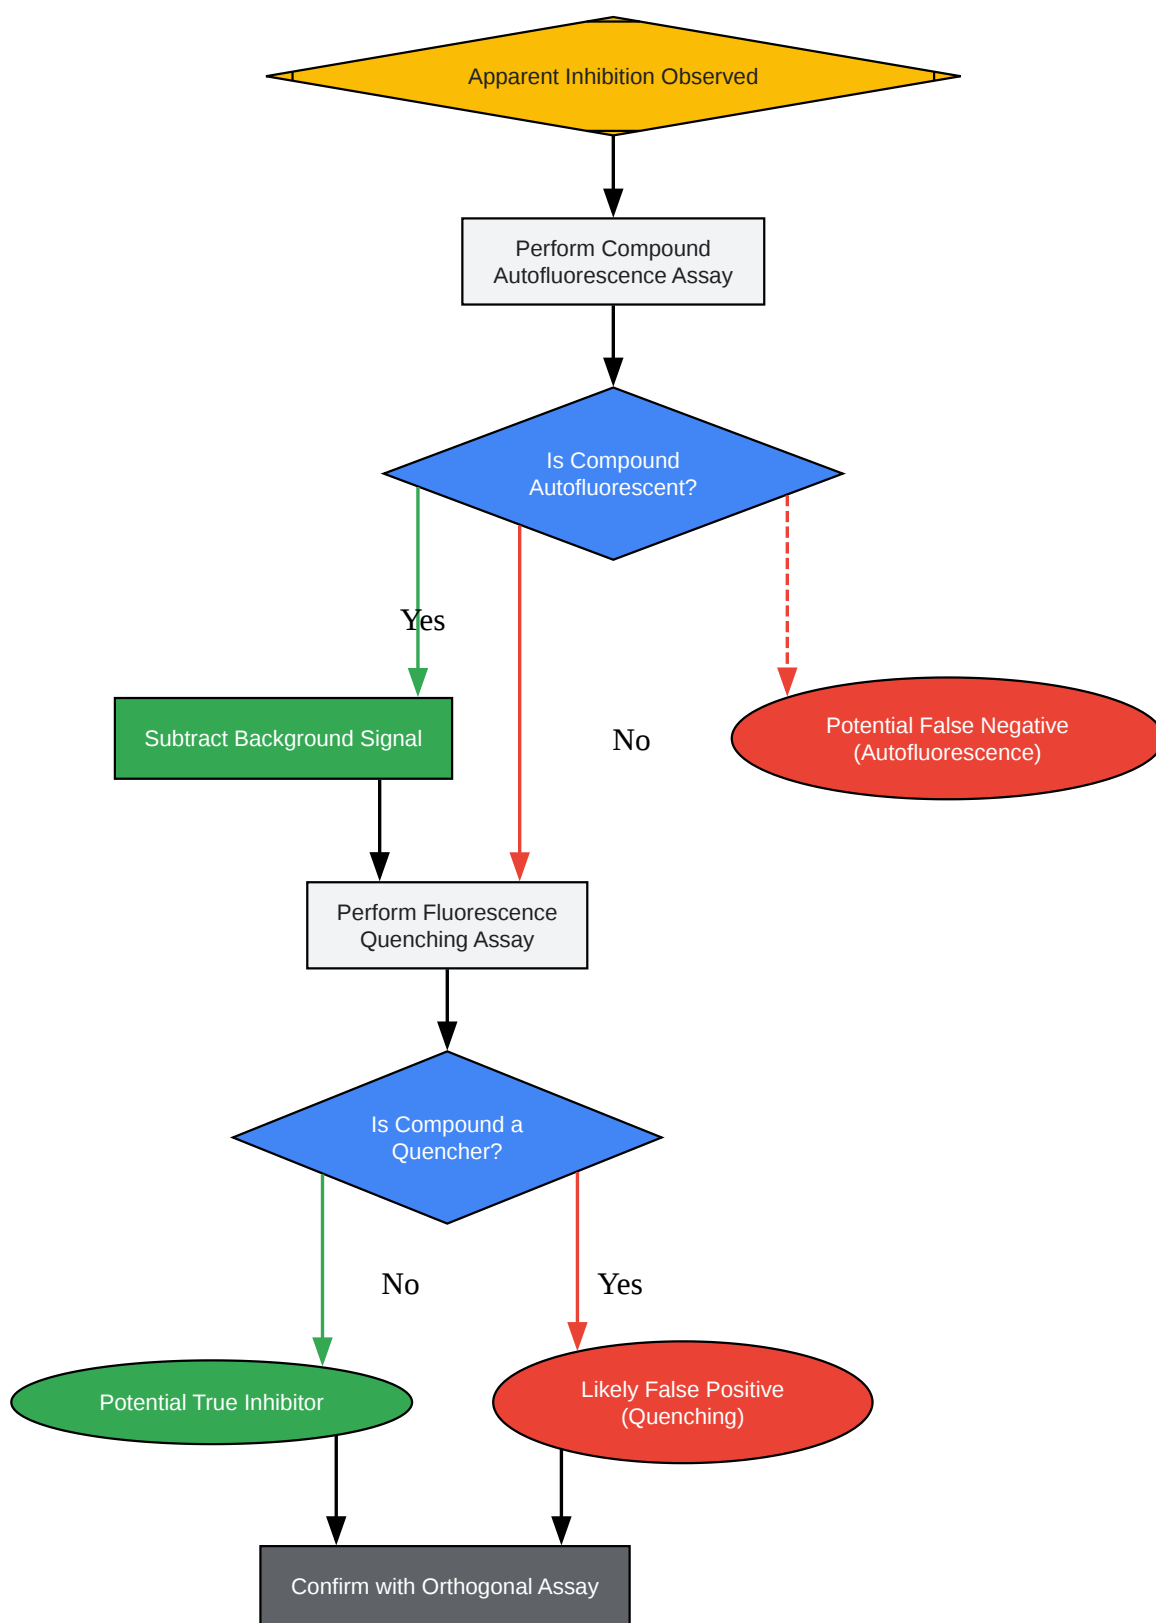 Apparent Inhibition Observed
Perform Compound
Autofluorescence Assay
Is Compound
Autofluorescent?
Yes
Subtract Background Signal
No
Potential False Negative
(Autofluorescence)
Perform Fluorescence
Quenching Assay
Is Compound a
Quencher?
No
Yes
Potential True Inhibitor
Likely False Positive
(Quenching)
Confirm with Orthogonal Assay